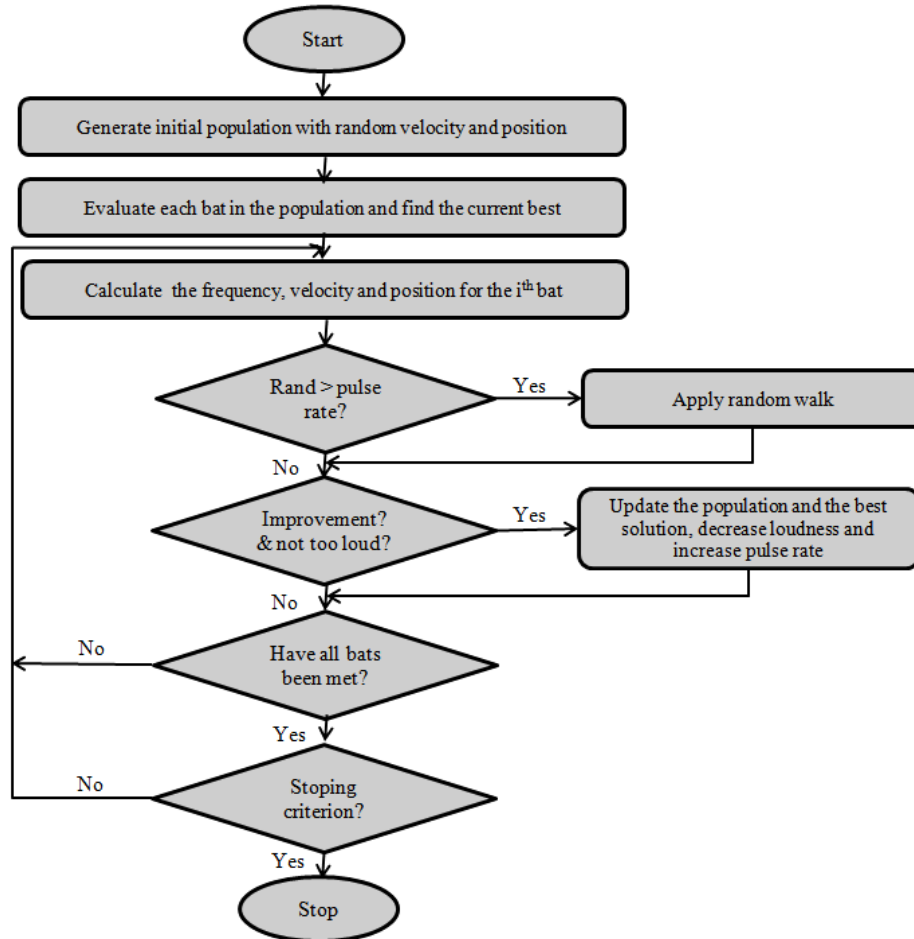 Start
Generate initial population with random velocity and position
Evaluate each bat in the population and find the current best
Calculate the frequency, velocity and position for the ith bat
Rand > pulse
rate?
Yes
Apply random walk
No
Improvement?
& not too loud?
Yes
Update the population and the best
solution, decrease loudness and
increase pulse rate
No
Have all bats
been met?
No
Yes
Stoping
criterion?
No
Yes
Stop